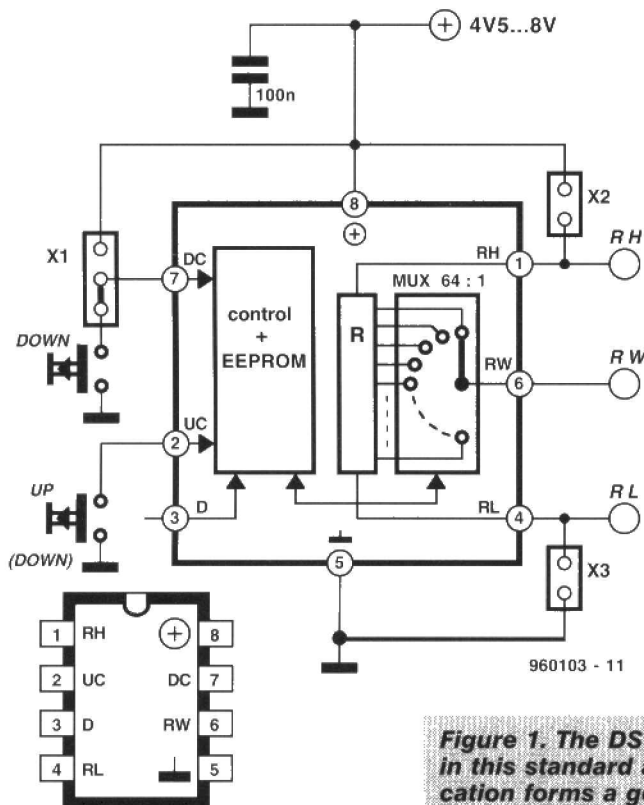 4V5...8V
100n
X1
X2
X3
8
7
DC
control
+
EEPROM
DOWN
2
UC
UP
(DOWN)
3
D
R
MUX 64 : 1
RH
1
R H
RW
6
R W
RL
4
R L
5
960103 - 11
1 RH 8
2 UC DC 7
3 D RW 6
4 RL 5
Figure 1. The DS
in this standard
cation forms a